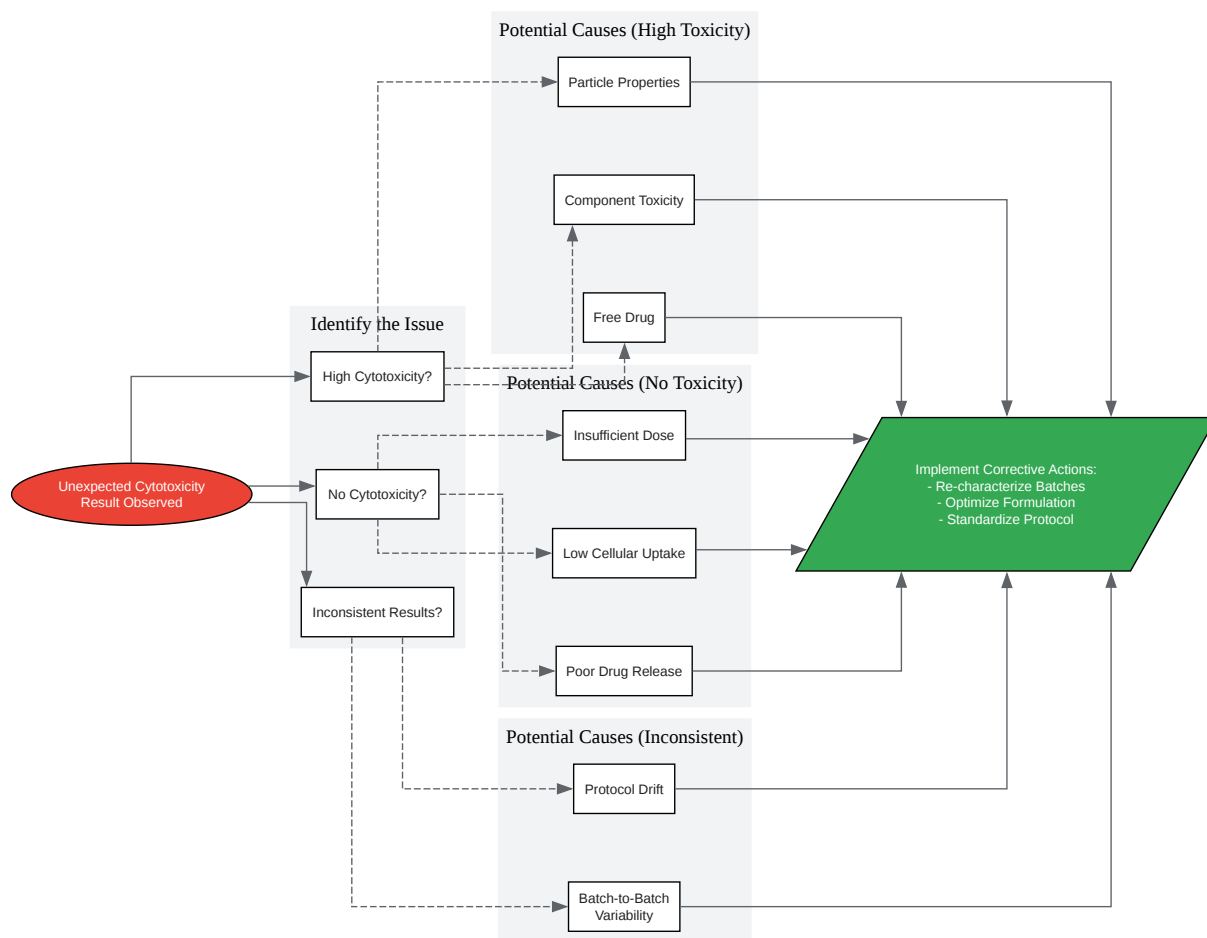 Potential Causes (High Toxicity)
Particle Properties
Component Toxicity
Free Drug
Identify the Issue
High Cytotoxicity?
No Cytotoxicity?
Inconsistent Results?
Unexpected Cytotoxicity
Result Observed
Potential Causes (No Toxicity)
Insufficient Dose
Low Cellular Uptake
Poor Drug Release
Potential Causes (Inconsistent)
Protocol Drift
Batch-to-Batch
Variability
Implement Corrective Actions:
- Re-characterize Batches
- Optimize Formulation
- Standardize Protocol